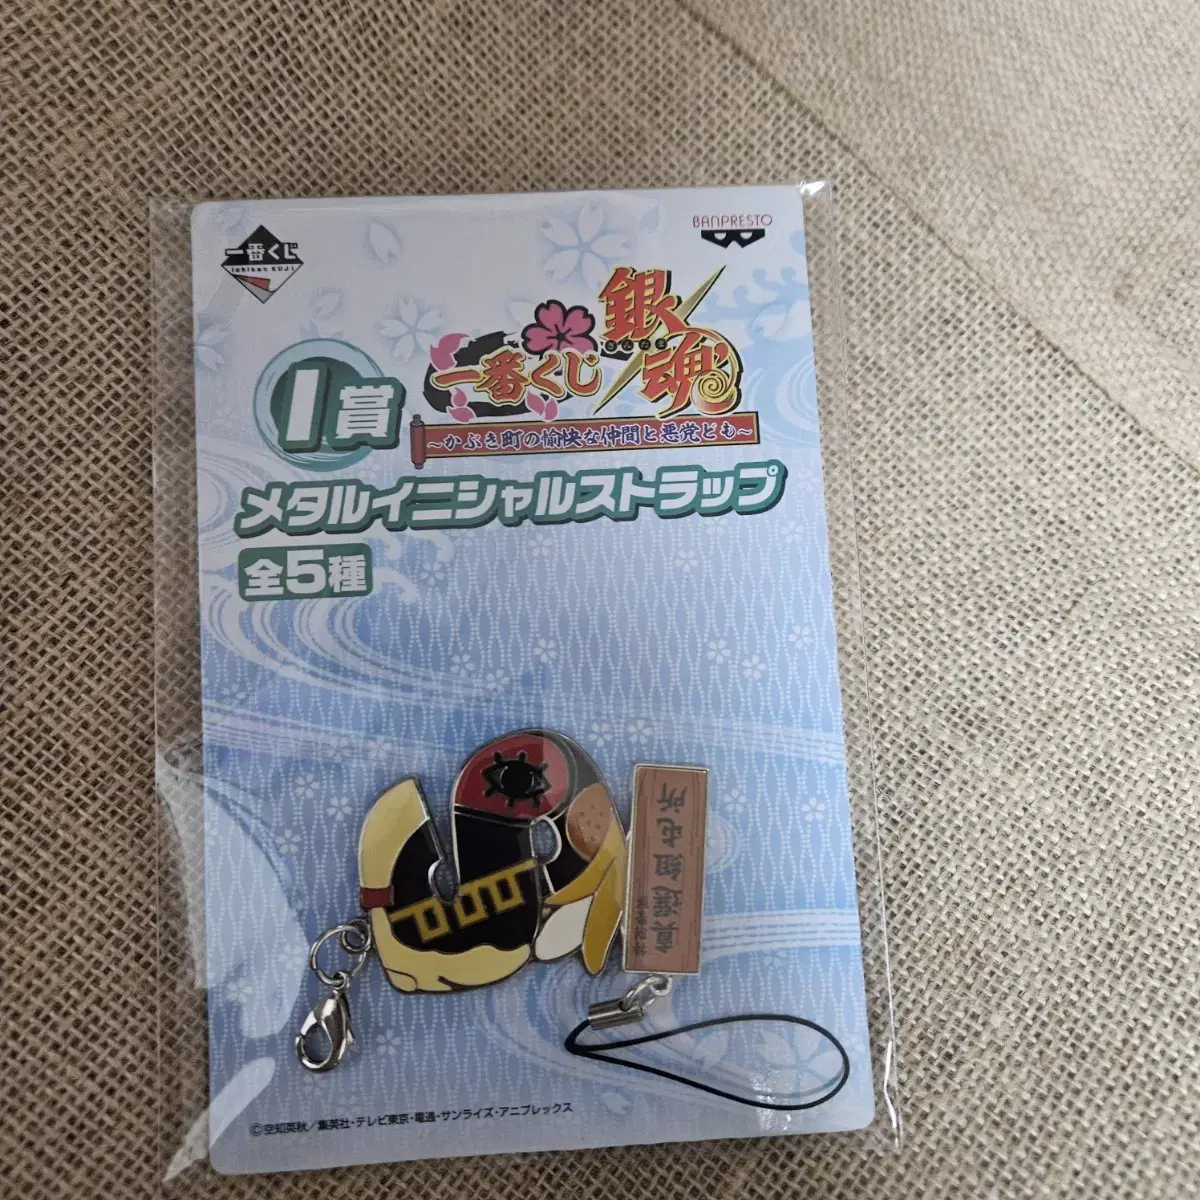 一番くじ
Ichiban KUJI
BANPRESTO
一番くじ
銀魂
ぎんたま
~かぶき町の愉快な仲間と悪党ども~
I賞
メタルイニシャルストラップ
全5種
特別警察
真選組屯所
©空知英秋/集英社・テレビ東京・電通・サンライズ・アニプレックス